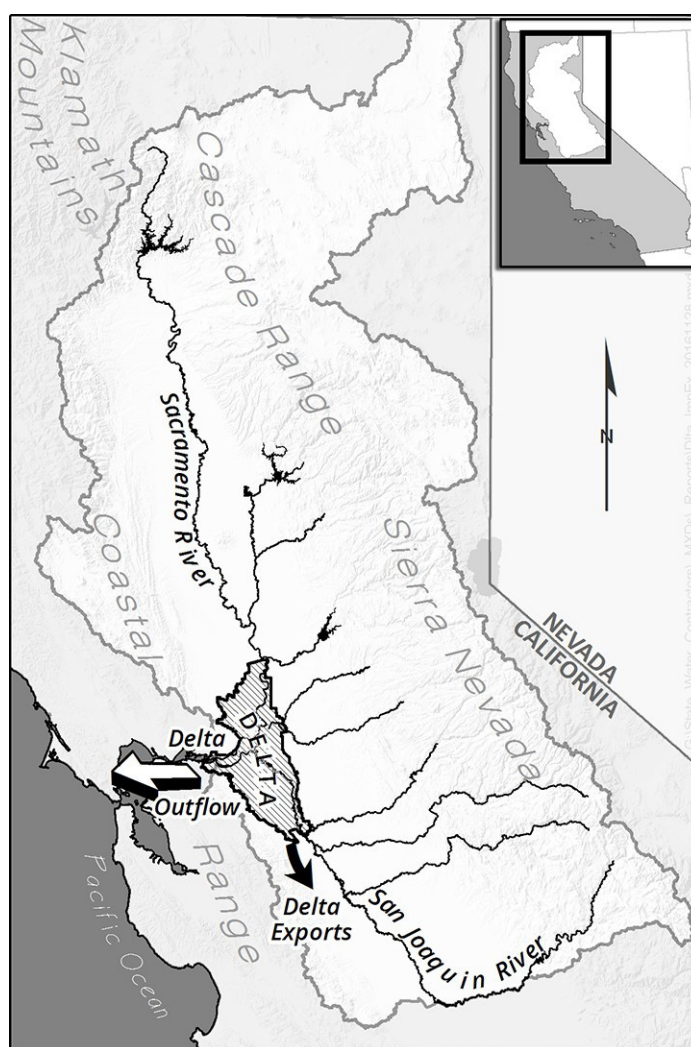 Klamath
Mountains
Cascade Range
Sacramento River
N
Coastal
Sierra Nevada
NEVADA
CALIFORNIA
DELTA
Delta
Outflow
Range
Delta
Exports
San Joaquin River
Pacific Ocean